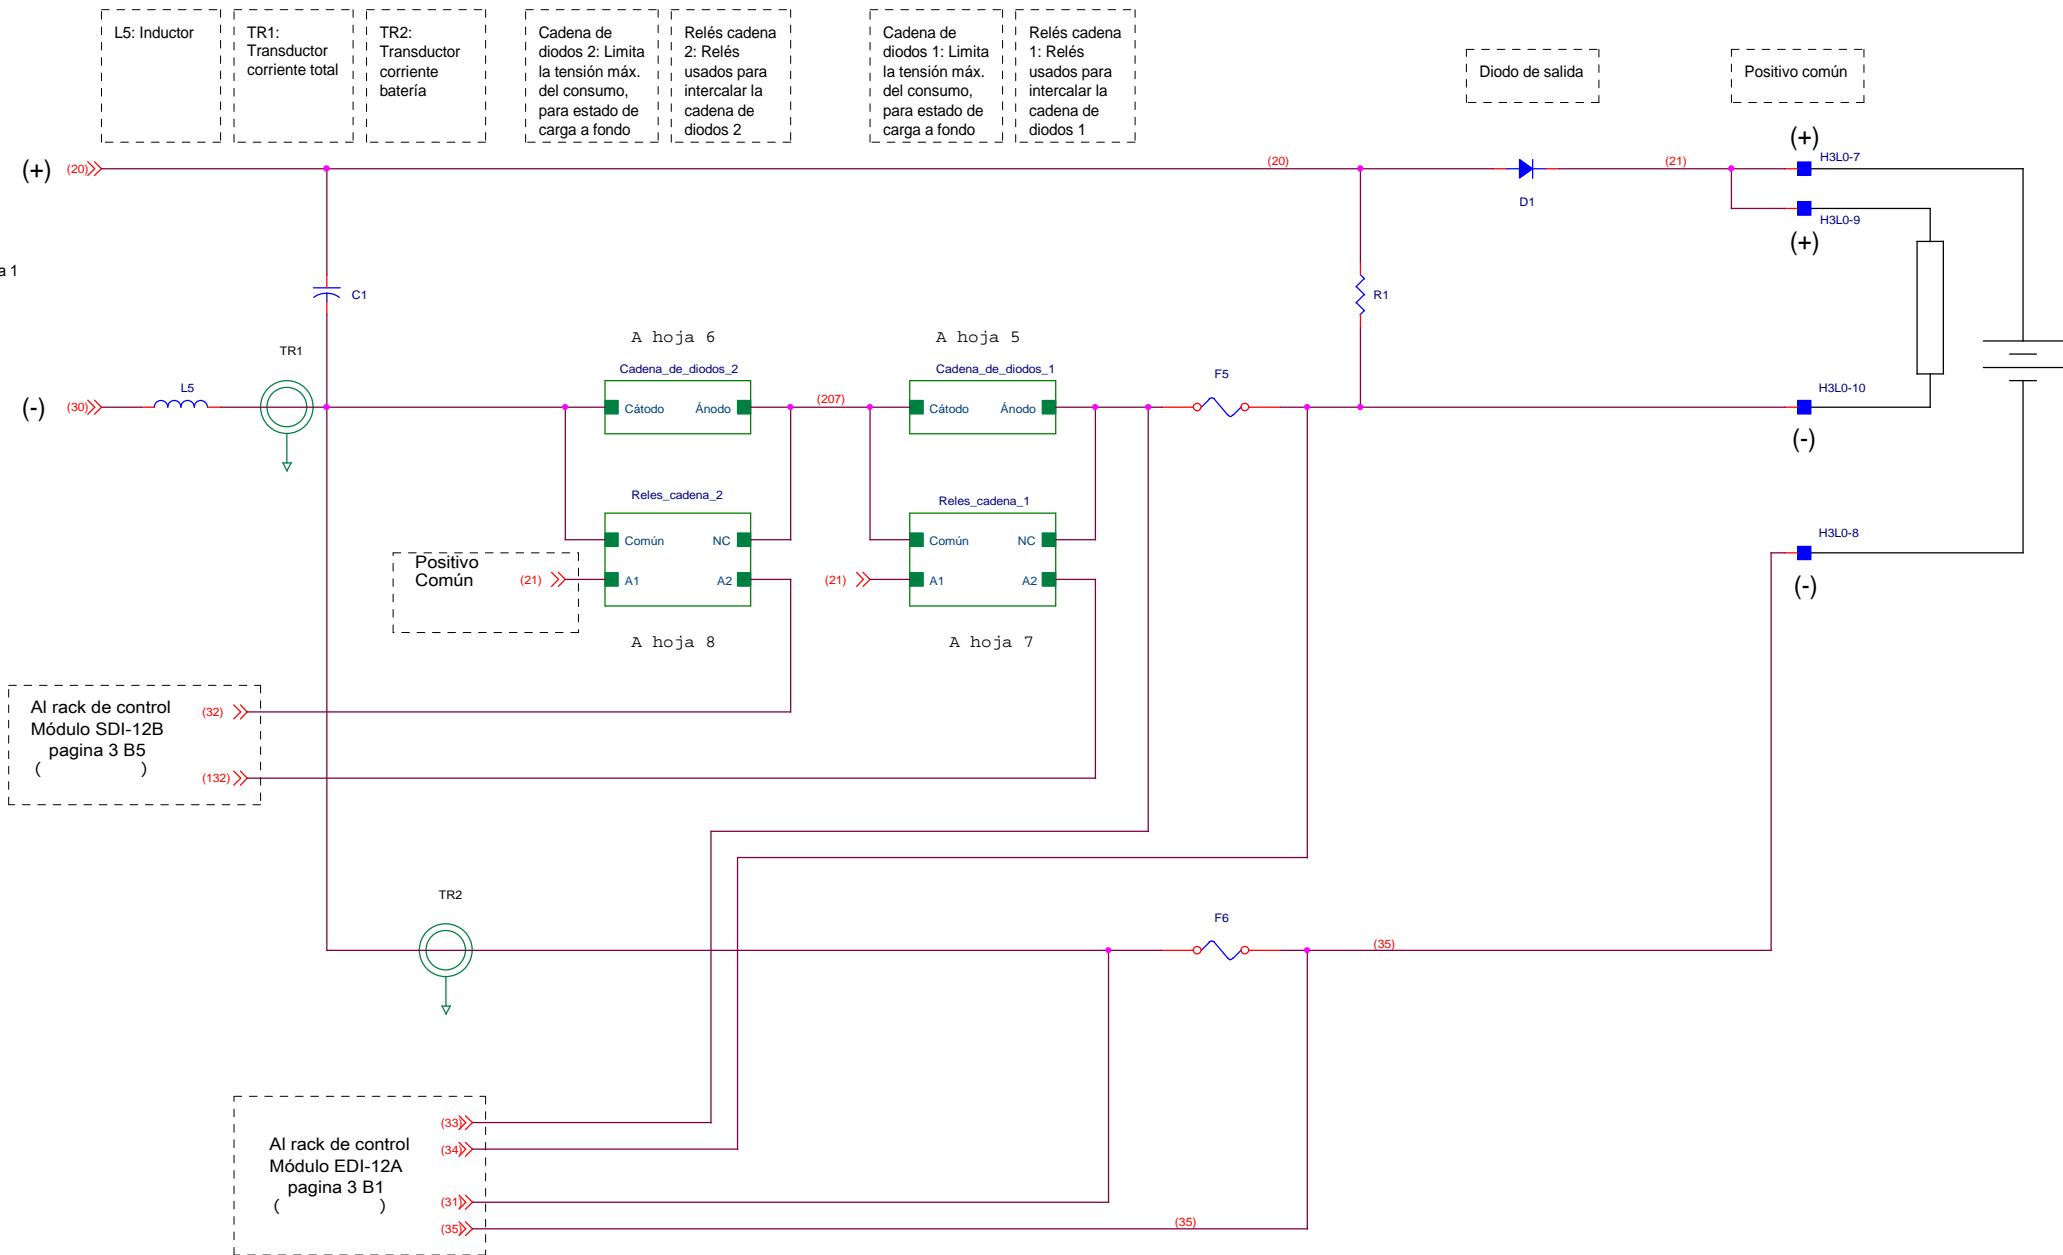 L5: Inductor
TR1:
Transductor
corriente total
TR2:
Transductor
corriente
batería
Cadena de
diodos 2: Limita
la tensión máx.
del consumo,
para estado de
carga a fondo
Relés cadena
2: Relés
usados para
intercalar la
cadena de
diodos 2
Cadena de
diodos 1: Limita
la tensión máx.
del consumo,
para estado de
carga a fondo
Relés cadena
1: Relés
usados para
intercalar la
cadena de
diodos 1
Diodo de salida
Positivo común
(+)
(20)
(20)
D1
(21)
(+)
H3L0-7
H3L0-9
(+)
a 1
C1
R1
TR1
A hoja 6
A hoja 5
Cadena_de_diodos_2
Cadena_de_diodos_1
(-)
(30)
L5
Cátodo
Ánodo
(207)
Cátodo
Ánodo
F5
H3L0-10
(-)
Reles_cadena_2
Reles_cadena_1
Común
NC
Común
NC
H3L0-8
(-)
Positivo
Común
(21)
A1
A2
(21)
A1
A2
A hoja 8
A hoja 7
Al rack de control
Módulo SDI-12B
pagina 3 B5
( )
(32)
(132)
TR2
F6
(35)
Al rack de control
Módulo EDI-12A
pagina 3 B1
( )
(33)
(34)
(31)
(35)
(35)